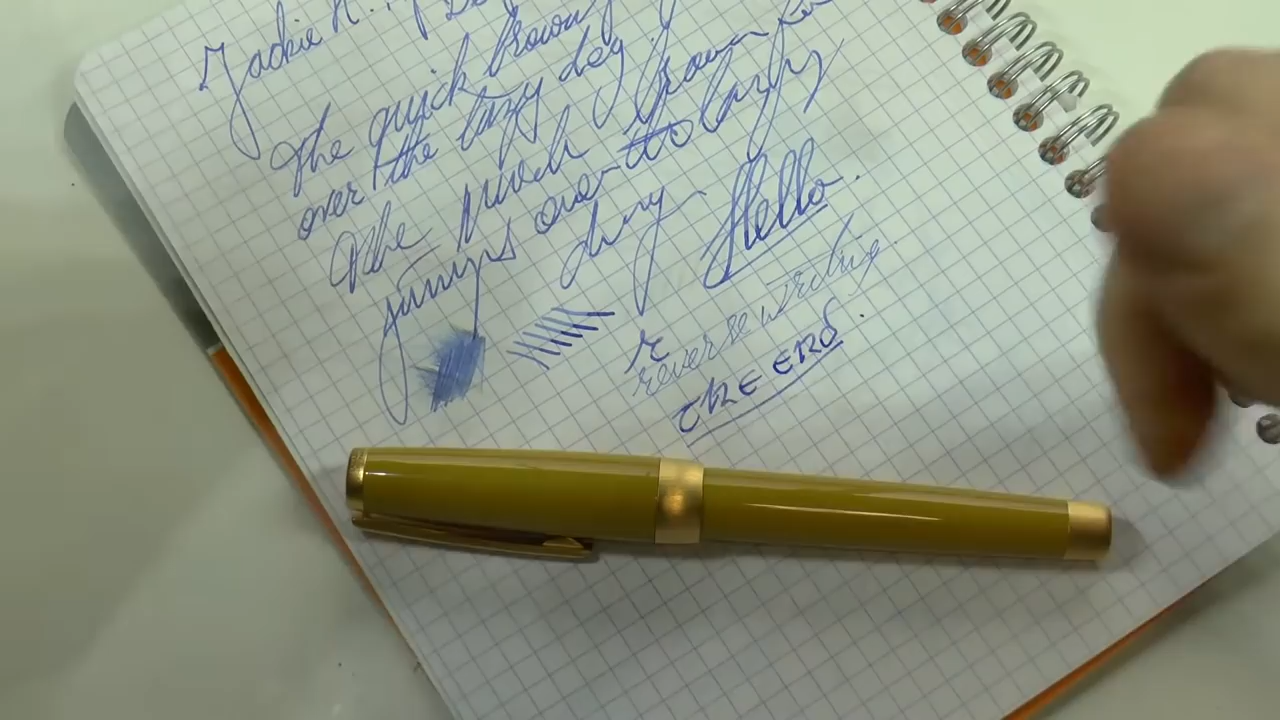 Jackie
The quick brown
over the lazy dog
The quick brown
jumps over the lazy
dog
Hello.
r
reverse writing.
THE END.